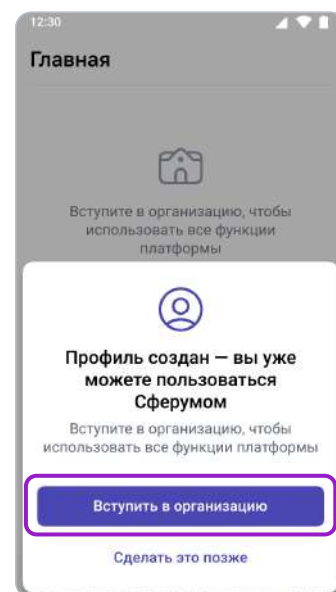 12:30
Главная
Вступите в организацию, чтобы
использовать все функции
платформы
Профиль создан — вы уже
можете пользоваться
Сферумом
Вступите в организацию, чтобы
использовать все функции платформы
Вступить в организацию
Сделать это позже